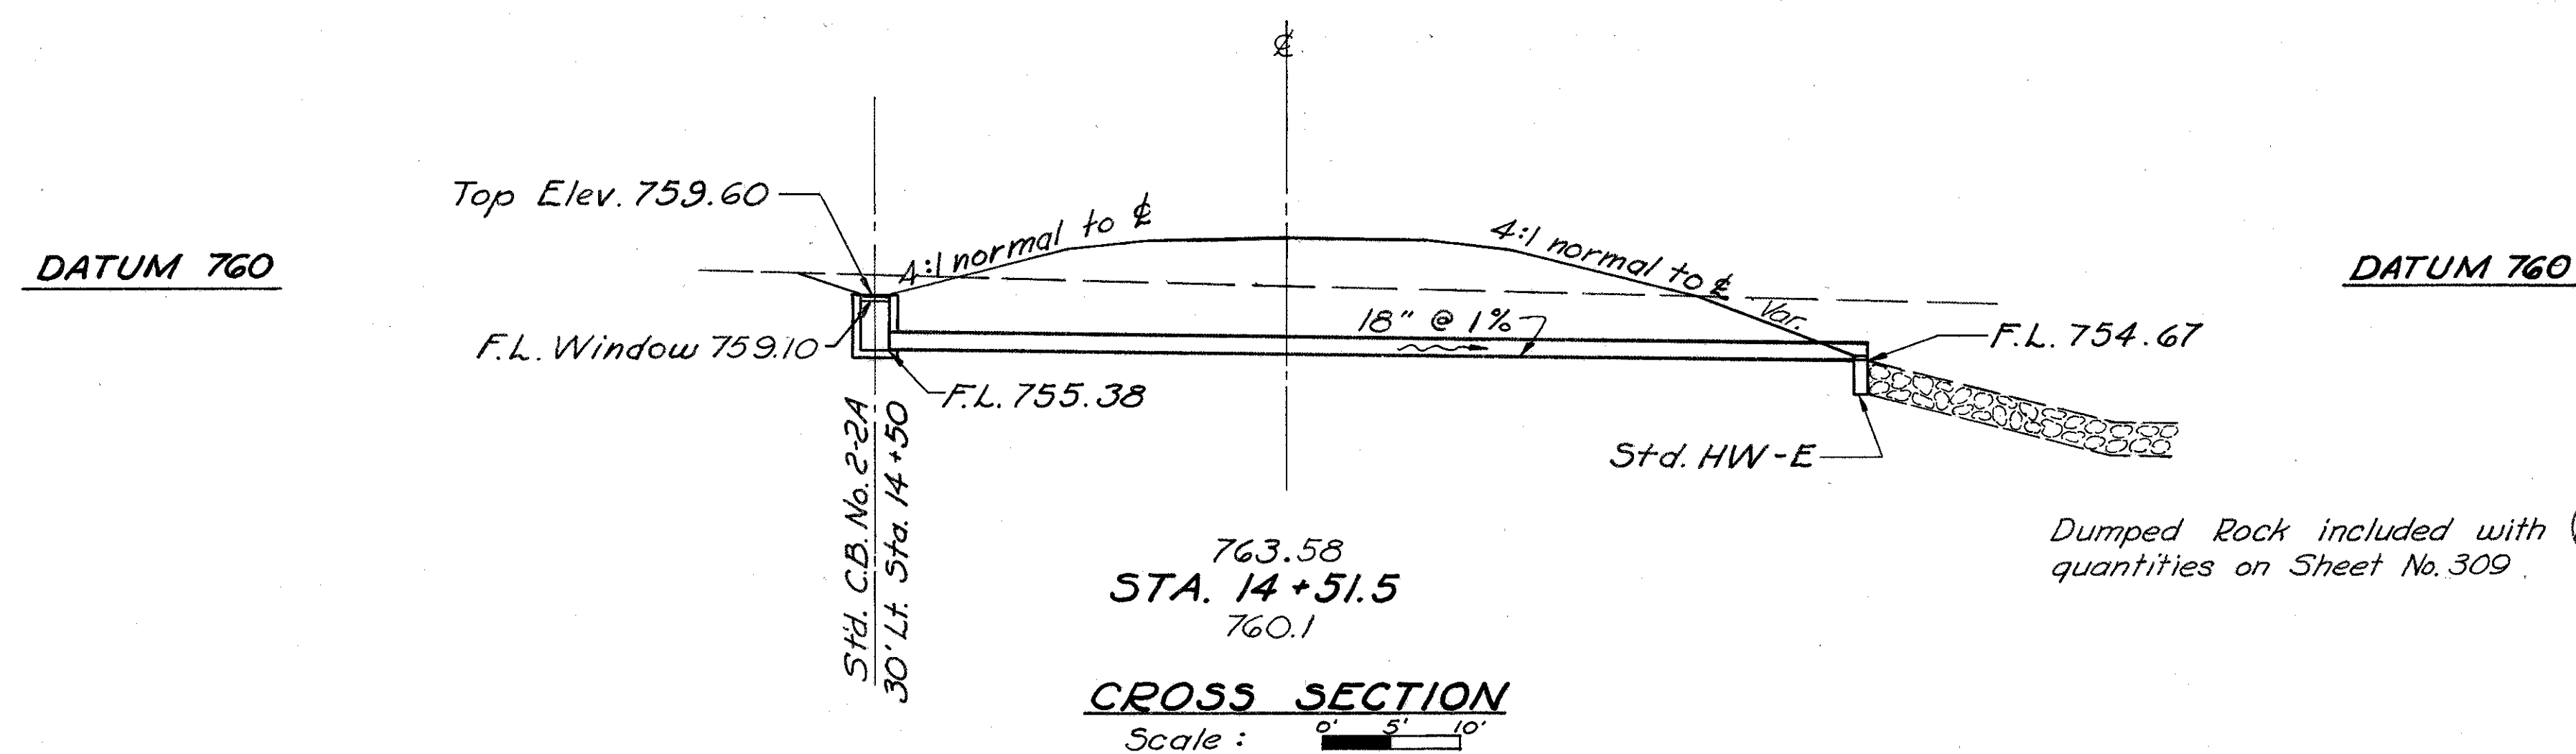 ℄
Top Elev. 759.60
4:1 normal to ℄
4:1 normal to ℄
DATUM 760
DATUM 760
Var.
18" @ 1%
F.L. Window 759.10
F.L. 754.67
F.L. 755.38
Std. C.B. No. 2-2A
30' Lt. Sta. 14+50
Std. HW-E
Dumped Rock included with
quantities on Sheet No. 309
763.58
STA. 14+51.5
760.1
CROSS SECTION
Scale : 0' 5' 10'